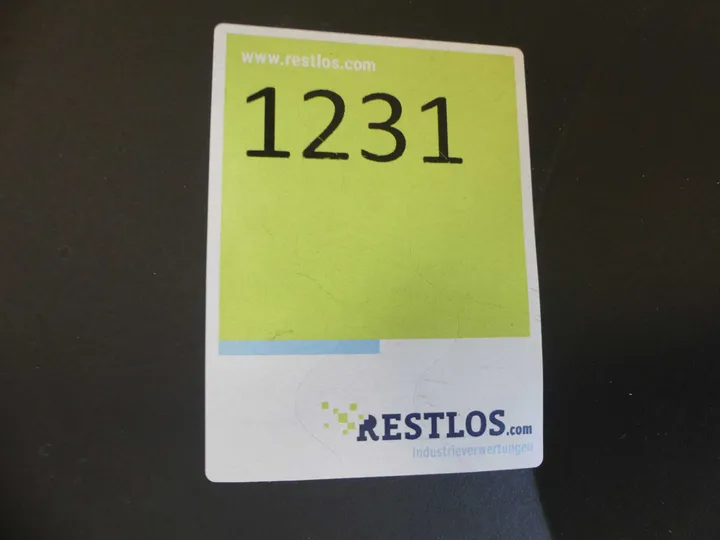 www.restlos.com
1231
RESTLOS.com
Industrieverwertungen